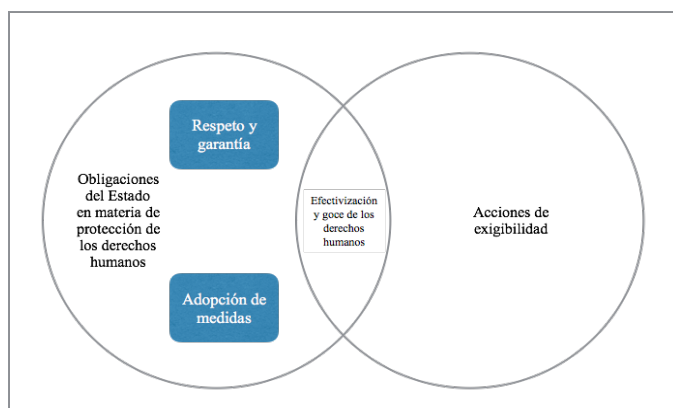 Respeto y
garantía
Obligaciones
del Estado
en materia de
protección de
los derechos
humanos
Adopción de
medidas
Efectivización
y goce de los
derechos
humanos
Acciones de
exigibilidad